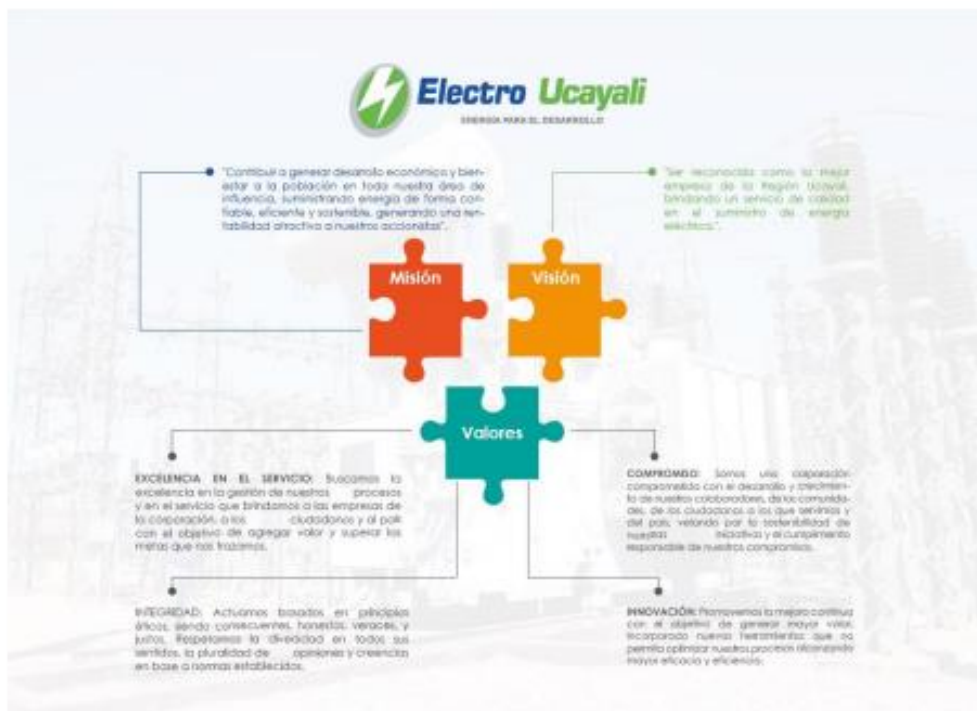 Electro Ucayali
ENERGÍA PARA EL DESARROLLO
"Contribuir a generar desarrollo económico y bien-
estar a la población en toda nuestra área de
influencia, suministrando energía de forma con-
fiable, eficiente y sostenible, generando una ren-
tabilidad atractiva a nuestros accionistas".
"Ser reconocida como la mejor
empresa de la Región Ucayali,
brindando un servicio de calidad
en el suministro de energía
eléctrica.".
Misión
Visión
Valores
EXCELENCIA EN EL SERVICIO: Buscamos la
excelencia en la gestión de nuestros procesos
y en el servicio que brindamos a las empresas de
la corporación, a los ciudadanos y al país
con el objetivo de agregar valor y superar las
metas que nos trazamos.
COMPROMISO: Somos una corporación
comprometida con el desarrollo y crecimien-
to de nuestros colaboradores, de las comunida-
des, de los ciudadanos a los que servimos y
del país, velando por la sostenibilidad de
nuestras iniciativas y el cumplimiento
responsable de nuestros compromisos.
INTEGRIDAD: Actuamos basados en principios
éticos, siendo consecuentes, honestos, veraces, y
justos. Respetamos la diversidad en todos sus
sentidos, la pluralidad de opiniones y creencias
en base a normas establecidas.
INNOVACIÓN: Promovemos la mejora continua
con el objetivo de generar mayor valor,
incorporado nuevas herramientas que no
permita optimizar nuestros procesos alcanzando
mayor eficacia y eficiencia.